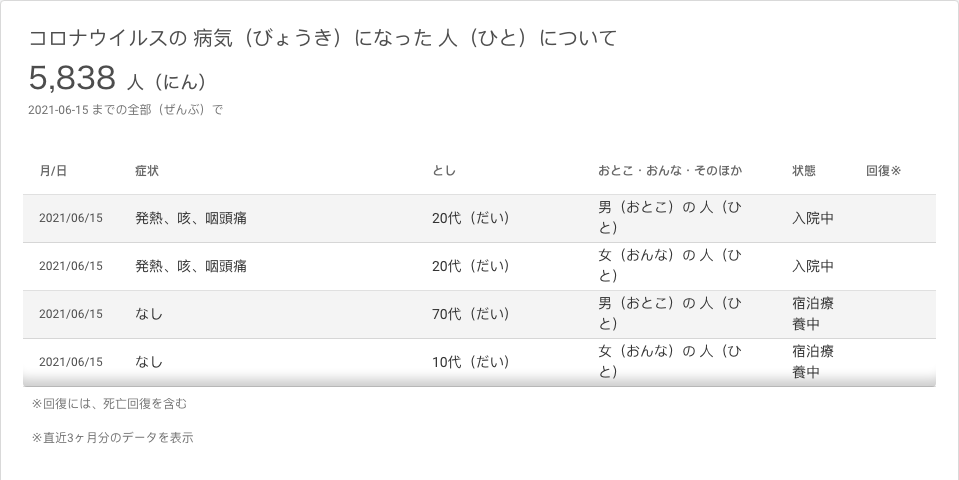 コロナウイルスの 病気（びょうき）になった 人（ひと）について
5,838 人（にん）
2021-06-15 までの全部（ぜんぶ）で
月/日 症状 とし おとこ・おんな・そのほか 状態 回復※
2021/06/15 発熱、咳、咽頭痛 20代（だい） 男（おとこ）の 人（ひ
と） 入院中
2021/06/15 発熱、咳、咽頭痛 20代（だい） 女（おんな）の 人（ひ
と） 入院中
2021/06/15 なし 70代（だい） 男（おとこ）の 人（ひ
と） 宿泊療
養中
2021/06/15 なし 10代（だい） 女（おんな）の 人（ひ
と） 宿泊療
養中
※回復には、死亡回復を含む
※直近3ヶ月分のデータを表示